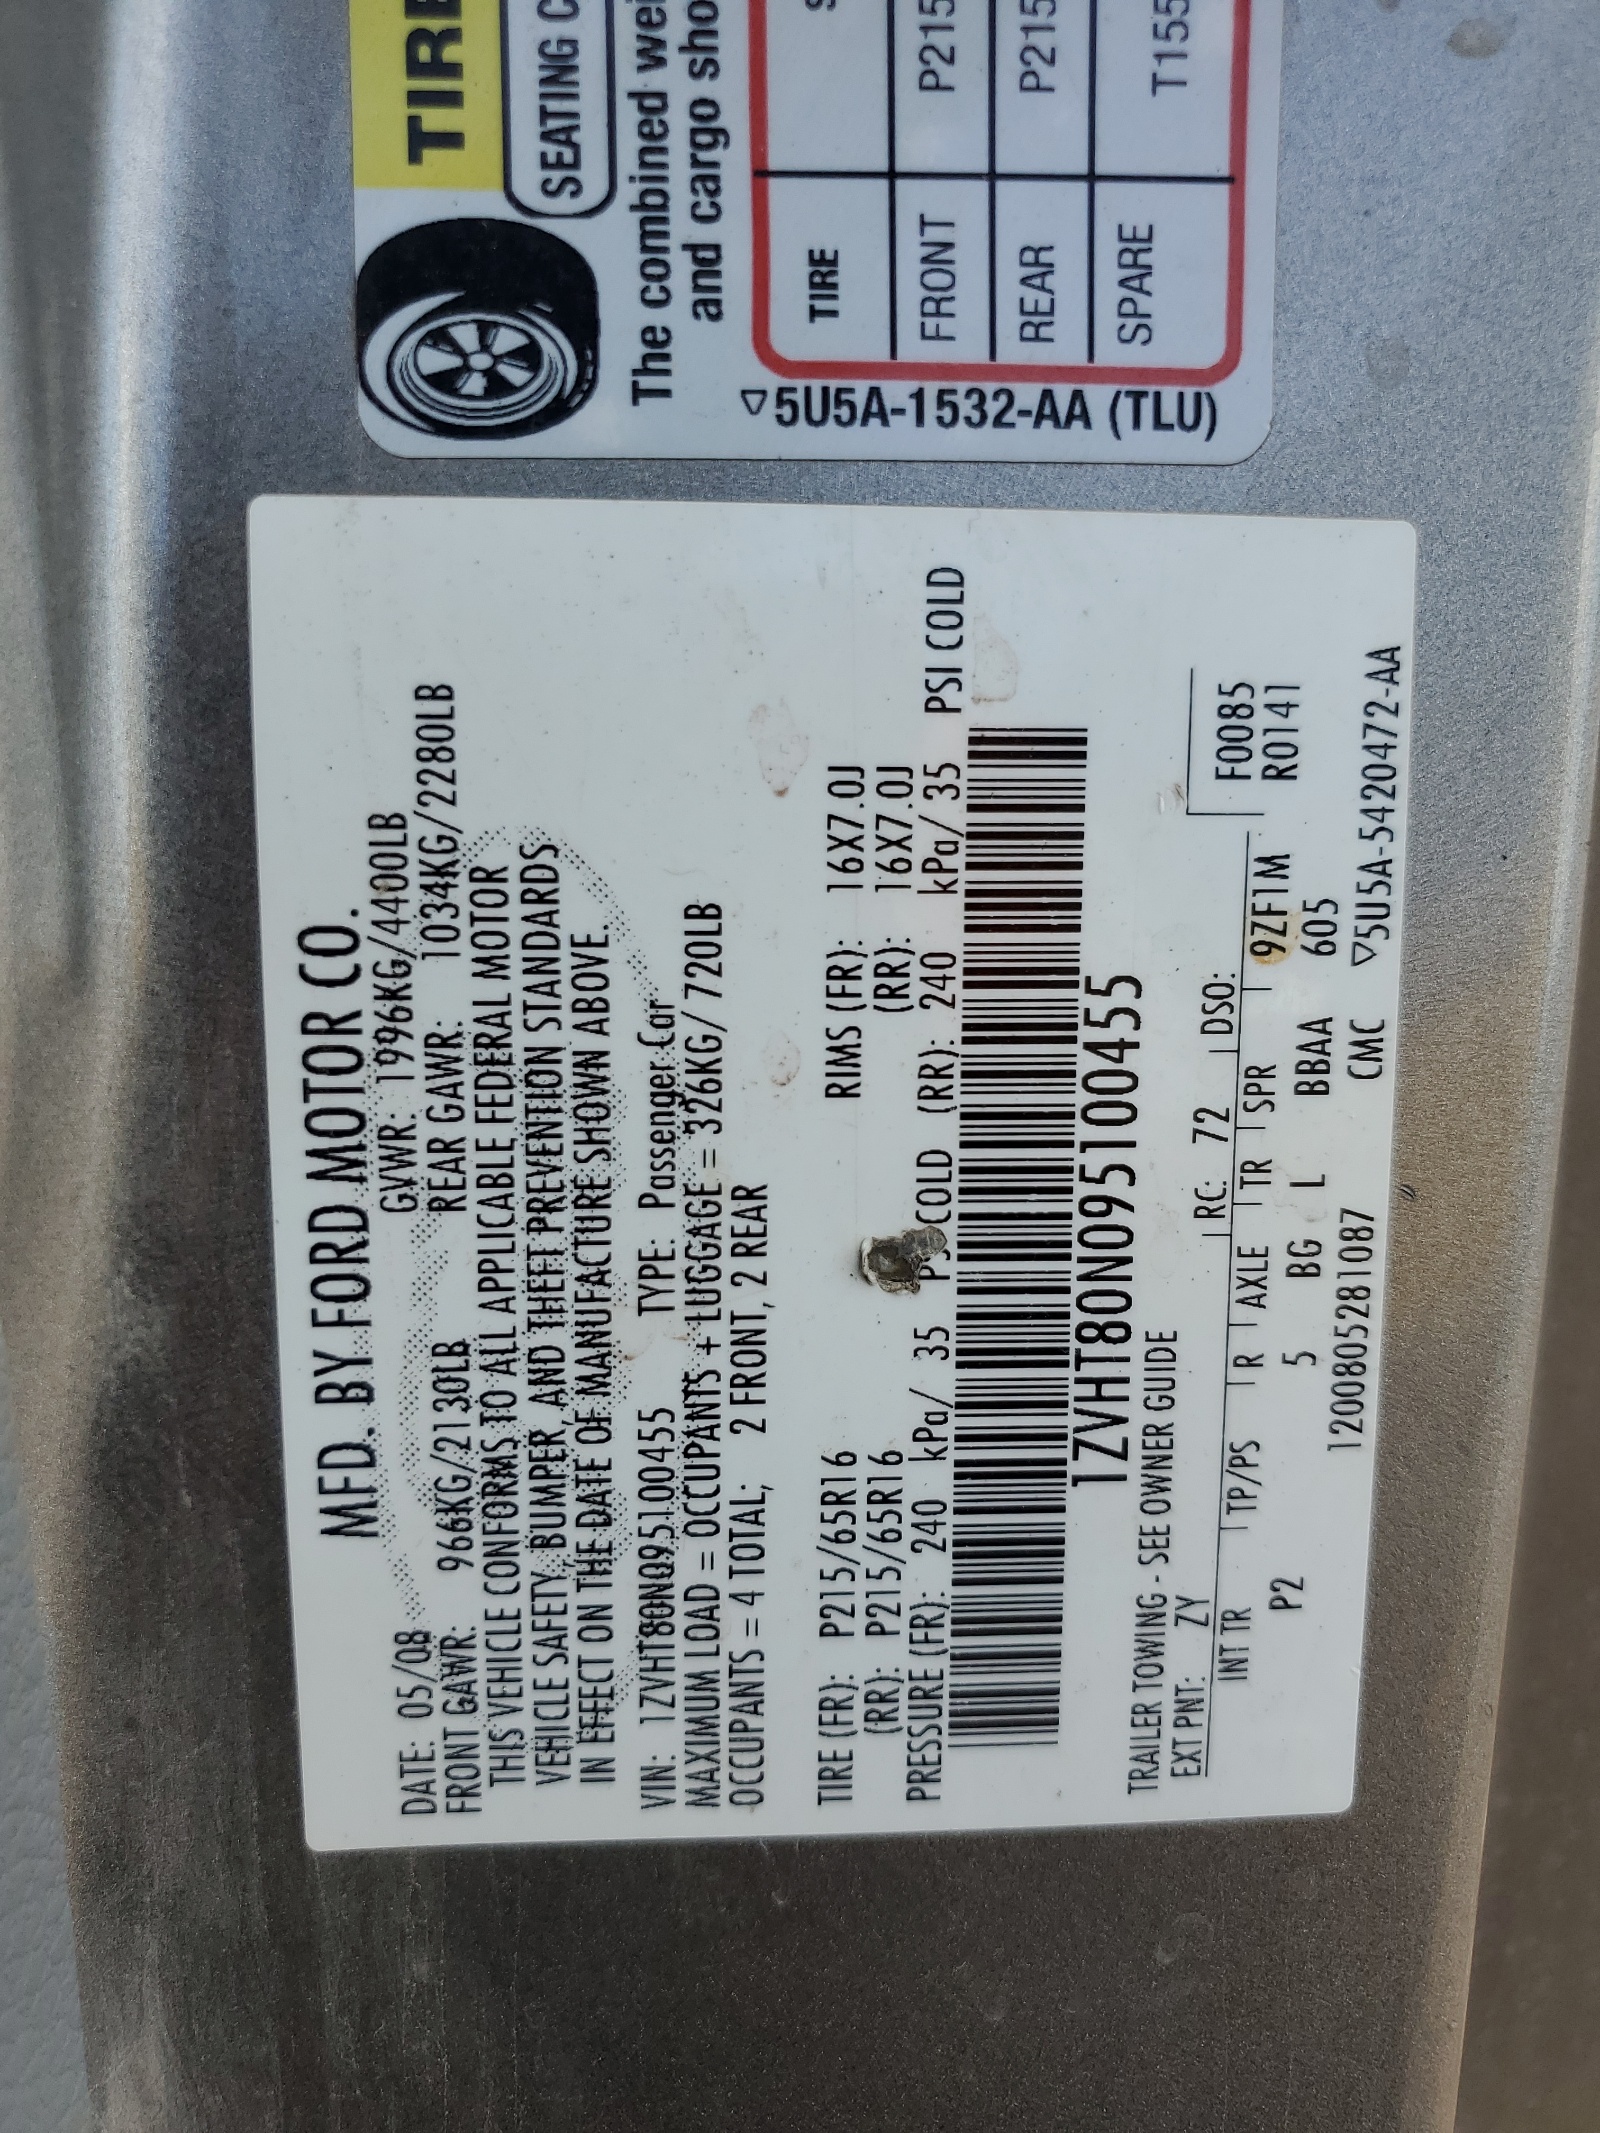 MFD. BY FORD MOTOR CO.
DATE: 05/08 GVWR: 1996KG/4400LB
FRONT GAWR: 966KG/2130LB REAR GAWR: 1034KG/2280LB
THIS VEHICLE CONFORMS TO ALL APPLICABLE FEDERAL MOTOR
VEHICLE SAFETY, BUMPER, AND THEFT PREVENTION STANDARDS
IN EFFECT ON THE DATE OF MANUFACTURE SHOWN ABOVE.
VIN: 1ZVHT80N095100455 TYPE: Passenger Car
MAXIMUM LOAD = OCCUPANTS + LUGGAGE = 326KG/ 720LB
OCCUPANTS = 4 TOTAL; 2 FRONT, 2 REAR
TIRE (FR): P215/65R16 RIMS (FR): 16X7.0J
(RR): P215/65R16 (RR): 16X7.0J
PRESSURE (FR): 240 kPa/ 35 COLD (RR): 240 kPa/ 35 PSI COLD
1ZVHT80N095100455
TRAILER TOWING - SEE OWNER GUIDE
EXT PNT: ZY RC: 72 DSO:
INT TR TP/PS R AXLE TR SPR 9ZF1M
P2 5 BG L BBAA 605
F0085
R0141
1200805281087 CMC ▽5U5A-5420472-AA
TIRE
SEATING C
The combined wei
and cargo sho
TIRE S
FRONT P215
REAR P215
SPARE T155
▽5U5A-1532-AA (TLU)